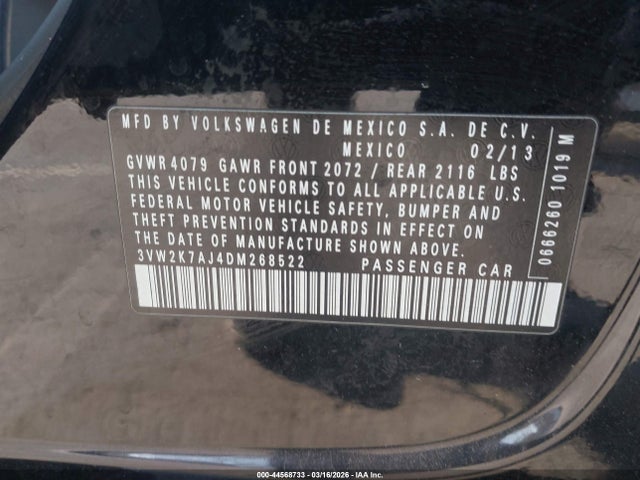 MFD BY VOLKSWAGEN DE MEXICO S.A. DE C.V.
MEXICO 02/13
GVWR 4079 GAWR FRONT 2072 / REAR 2116 LBS
THIS VEHICLE CONFORMS TO ALL APPLICABLE U.S.
FEDERAL MOTOR VEHICLE SAFETY, BUMPER AND
THEFT PREVENTION STANDARDS IN EFFECT ON
THE DATE OF MANUFACTURE SHOWN ABOVE.
3VW2K7AJ4DM268522 PASSENGER CAR
0666260 1019 M
000-44568733 - 03/16/2026 - IAA Inc.